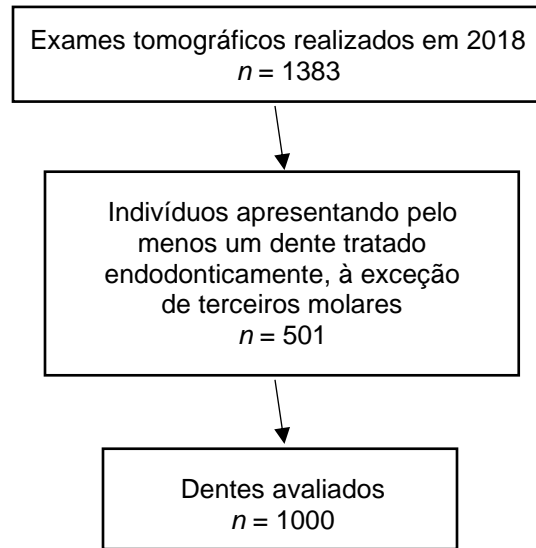 Exames tomográficos realizados em 2018
n = 1383
Indivíduos apresentando pelo
menos um dente tratado
endodonticamente, à exceção
de terceiros molares
n = 501
Dentes avaliados
n = 1000